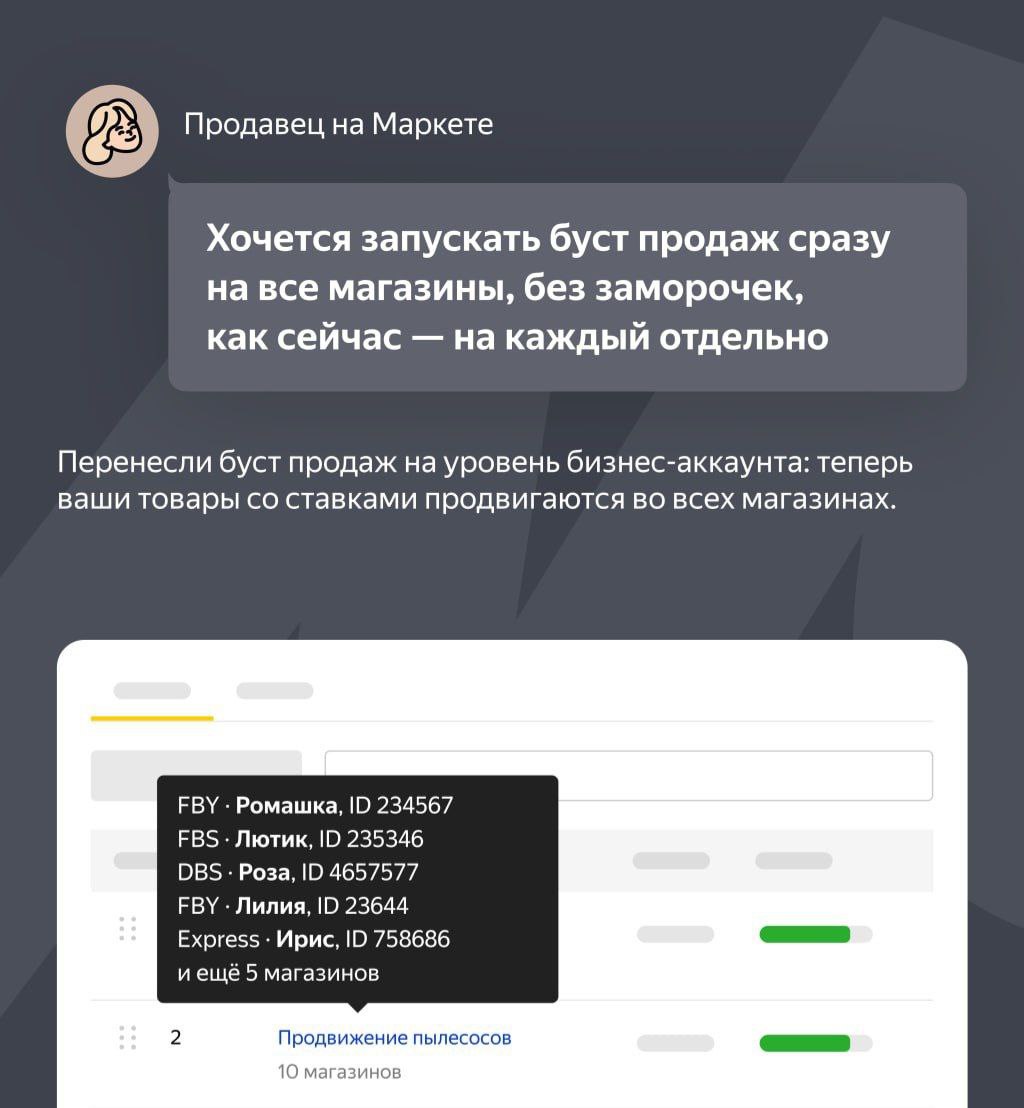 Продавец на Маркете
Хочется запускать буст продаж сразу
на все магазины, без заморочек,
как сейчас — на каждый отдельно
Перенесли буст продаж на уровень бизнес-аккаунта: теперь
ваши товары со ставками продвигаются во всех магазинах.
FBY · Ромашка, ID 234567
FBS · Лютик, ID 235346
DBS · Роза, ID 4657577
FBY · Лилия, ID 23644
Express · Ирис, ID 758686
и ещё 5 магазинов
2
Продвижение пылесосов
10 магазинов